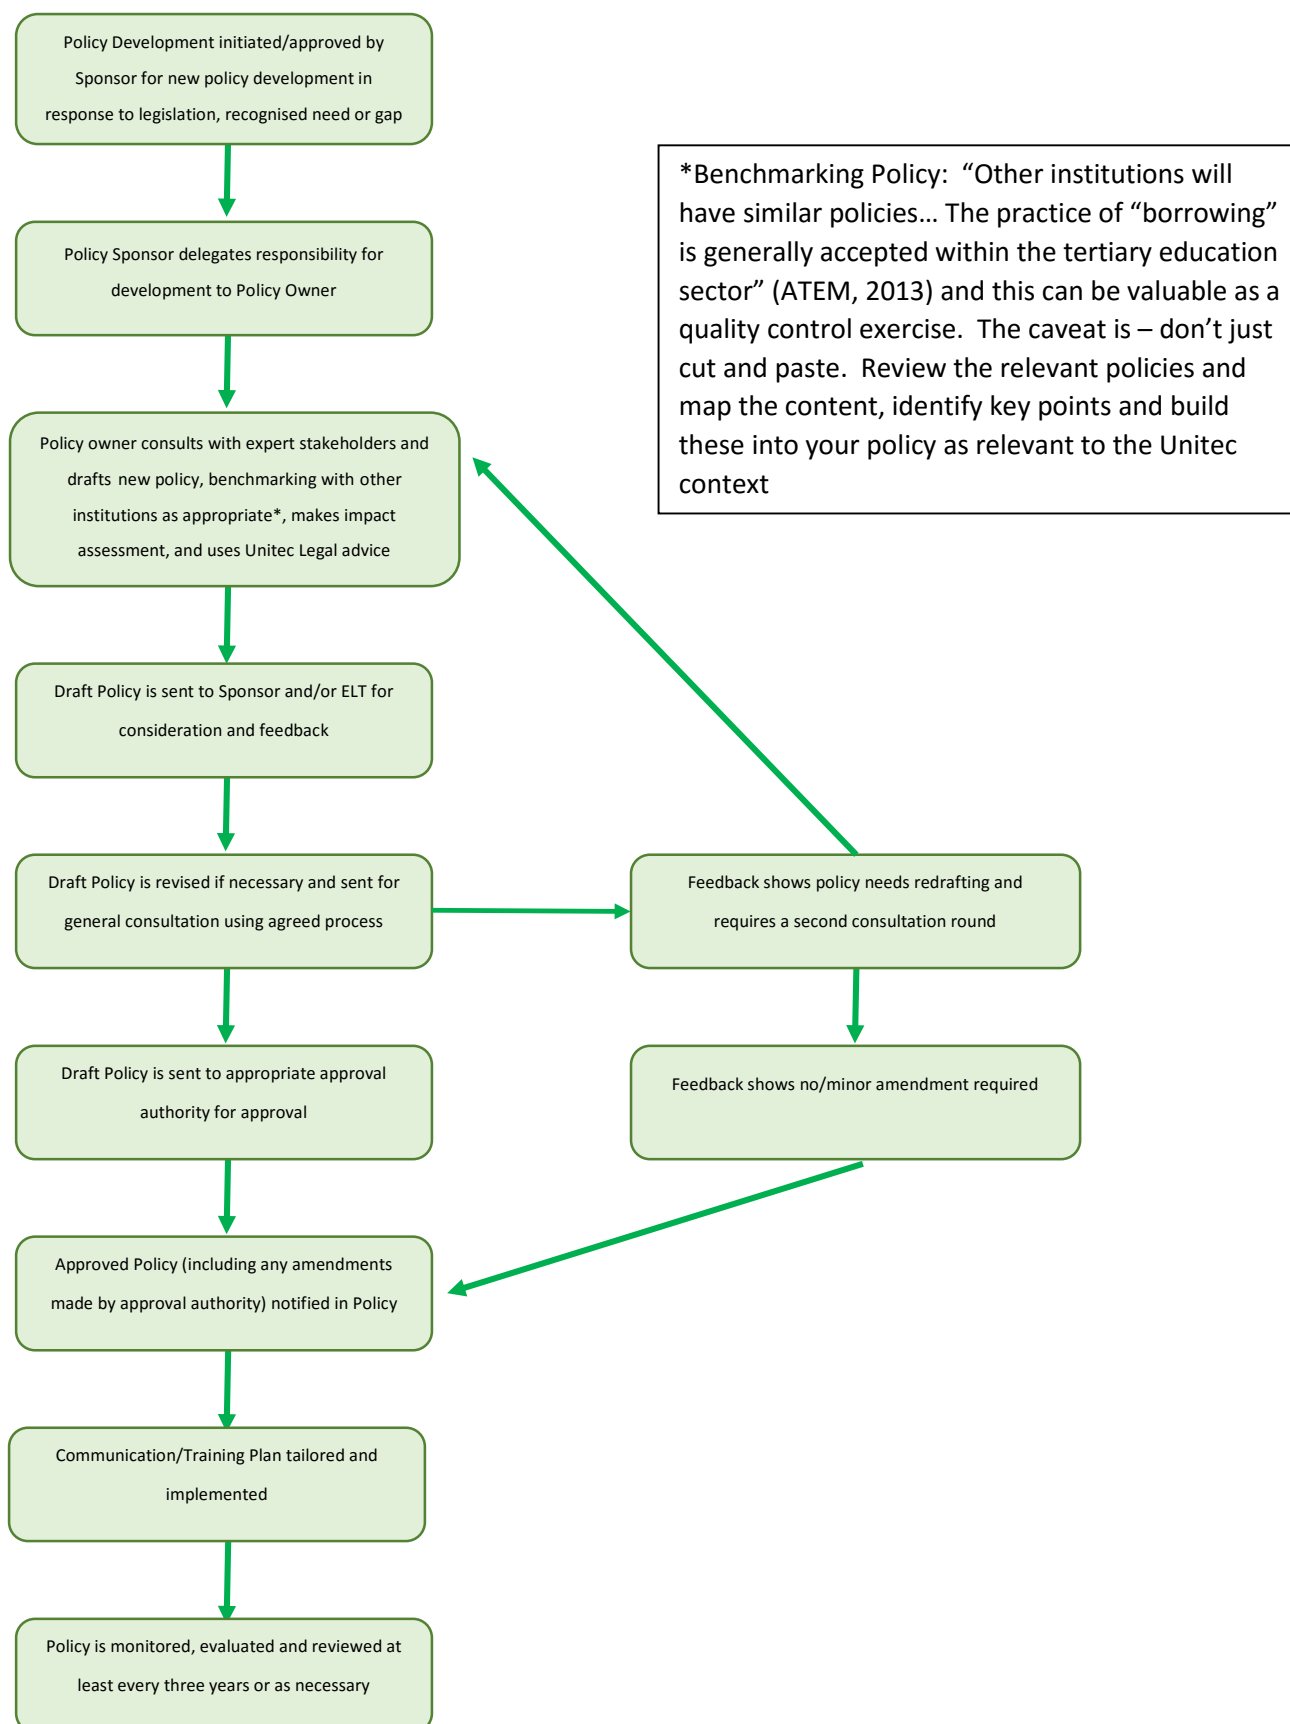 Policy Development initiated/approved by
Sponsor for new policy development in
response to legislation, recognised need or gap
*Benchmarking Policy:  “Other institutions will
have similar policies… The practice of “borrowing”
is generally accepted within the tertiary education
sector” (ATEM, 2013) and this can be valuable as a
quality control exercise.  The caveat is – don’t just
cut and paste.  Review the relevant policies and
map the content, identify key points and build
these into your policy as relevant to the Unitec
context
Policy Sponsor delegates responsibility for
development to Policy Owner
Policy owner consults with expert stakeholders and
drafts new policy, benchmarking with other
institutions as appropriate*, makes impact
assessment, and uses Unitec Legal advice
Draft Policy is sent to Sponsor and/or ELT for
consideration and feedback
Draft Policy is revised if necessary and sent for
general consultation using agreed process
Feedback shows policy needs redrafting and
requires a second consultation round
Draft Policy is sent to appropriate approval
authority for approval
Feedback shows no/minor amendment required
Approved Policy (including any amendments
made by approval authority) notified in Policy
Communication/Training Plan tailored and
implemented
Policy is monitored, evaluated and reviewed at
least every three years or as necessary